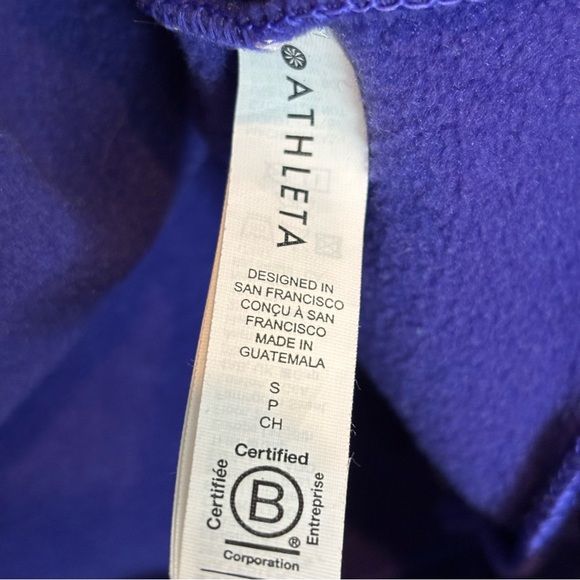 ATHLETA
DESIGNED IN
SAN FRANCISCO
CONÇU À SAN
FRANCISCO
MADE IN
GUATEMALA
S
P
CH
Certified
Certifiée
B
®
Entreprise
Corporation